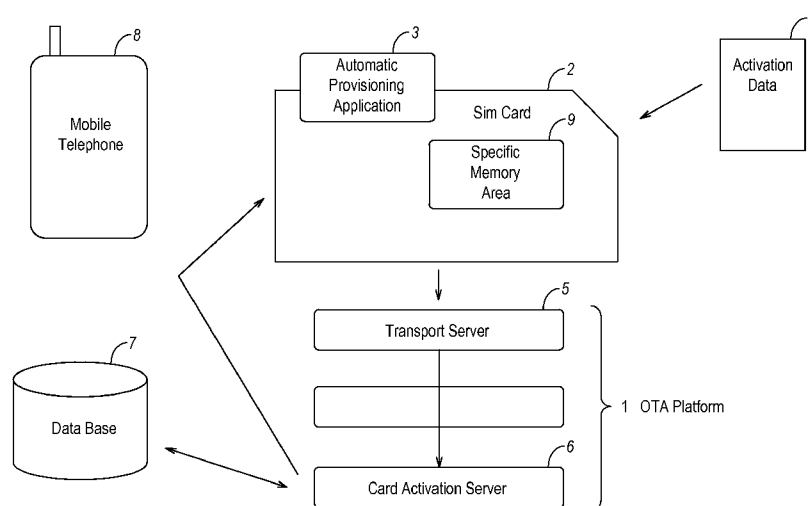 8
Mobile
Telephone
3
Automatic
Provisioning
Application
2
Sim Card
9
Specific
Memory
Area
Activation
Data
5
Transport Server
7
Data Base
1 OTA Platform
6
Card Activation Server